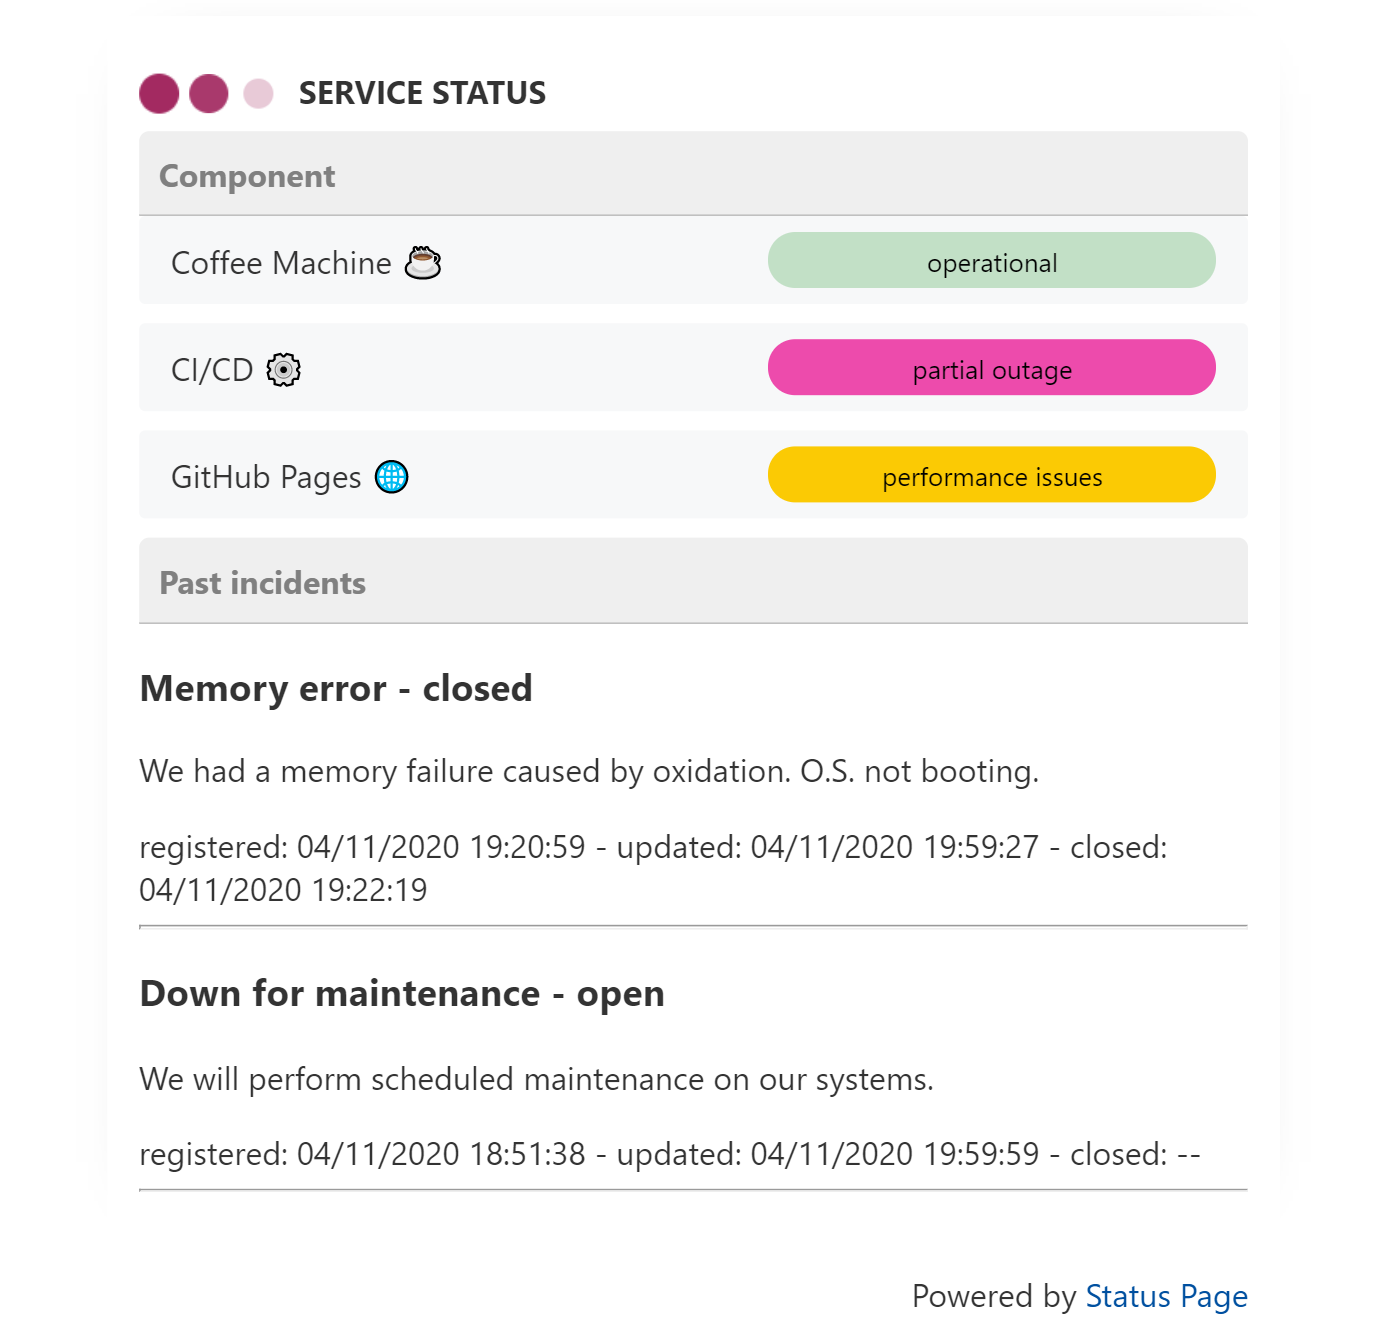 SERVICE STATUS
Component
Coffee Machine ☕ operational
CI/CD ⚙ partial outage
GitHub Pages 🌐 performance issues
Past incidents
Memory error - closed
We had a memory failure caused by oxidation. O.S. not booting.
registered: 04/11/2020 19:20:59 - updated: 04/11/2020 19:59:27 - closed:
04/11/2020 19:22:19
Down for maintenance - open
We will perform scheduled maintenance on our systems.
registered: 04/11/2020 18:51:38 - updated: 04/11/2020 19:59:59 - closed: --
Powered by Status Page